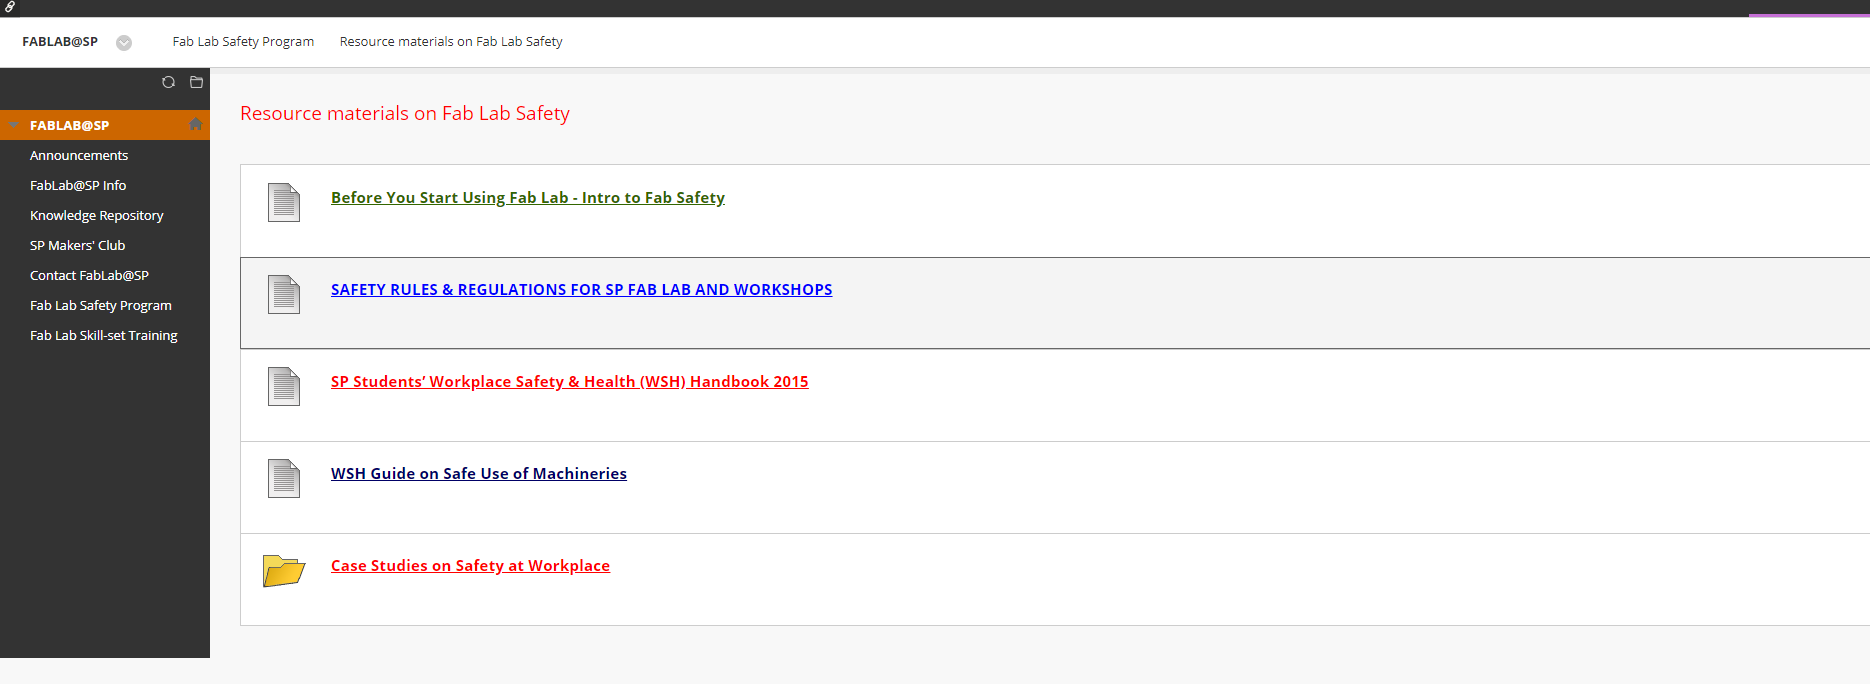 FABLAB@SP
Fab Lab Safety Program
Resource materials on Fab Lab Safety
FABLAB@SP
Announcements
FabLab@SP Info
Knowledge Repository
SP Makers' Club
Contact FabLab@SP
Fab Lab Safety Program
Fab Lab Skill-set Training
Resource materials on Fab Lab Safety
Before You Start Using Fab Lab - Intro to Fab Safety
SAFETY RULES & REGULATIONS FOR SP FAB LAB AND WORKSHOPS
SP Students’ Workplace Safety & Health (WSH) Handbook 2015
WSH Guide on Safe Use of Machineries
Case Studies on Safety at Workplace